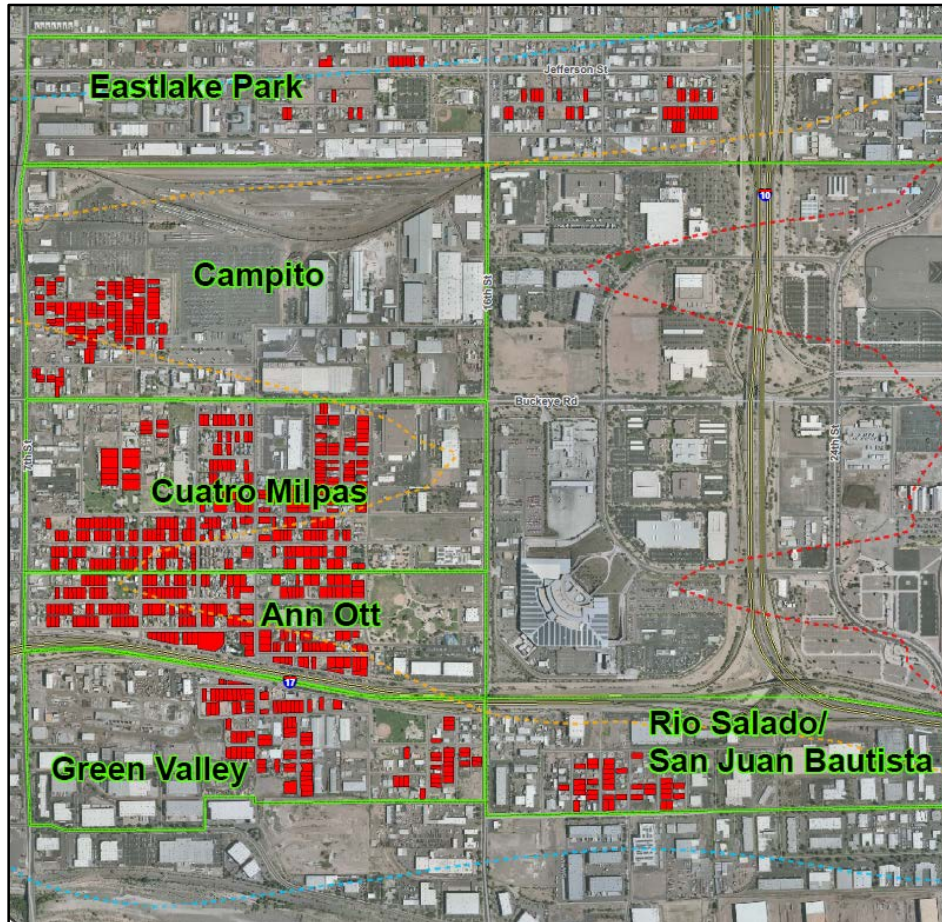 Jefferson St
Eastlake Park
10
Campito
16th St
Buckeye Rd
7th St
24th St
Cuatro Milpas
Ann Ott
17
Rio Salado/
San Juan Bautista
Green Valley